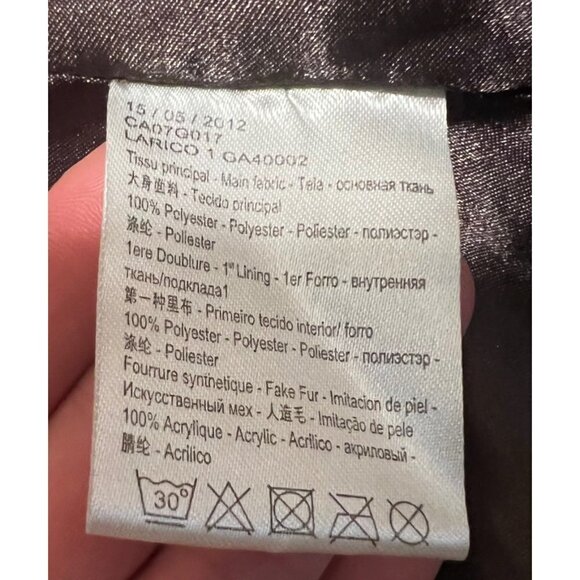 15 / 05 / 2012
CA07G017
LARICO 1 GA40002
Tissu principal - Main fabric - Tela - основная ткань
大身面料 - Tecido principal
100% Polyester - Polyester - Poliester - полиэстэр -
涤纶 - Poliester
1ere Doublure - 1st Lining - 1er Forro - внутренняя
ткань/подклада1
第一种里布 - Primeiro tecido interior/ forro
100% Polyester - Polyester - Poliester - полиэстэр -
涤纶 - Poliester
Fourrure synthetique - Fake Fur - Imitacion de piel -
Искусственный мех - 人造毛 - Imitação de pele
100% Acrylique - Acrylic - Acrilico - акриловый -
腈纶 - Acrilico
30°